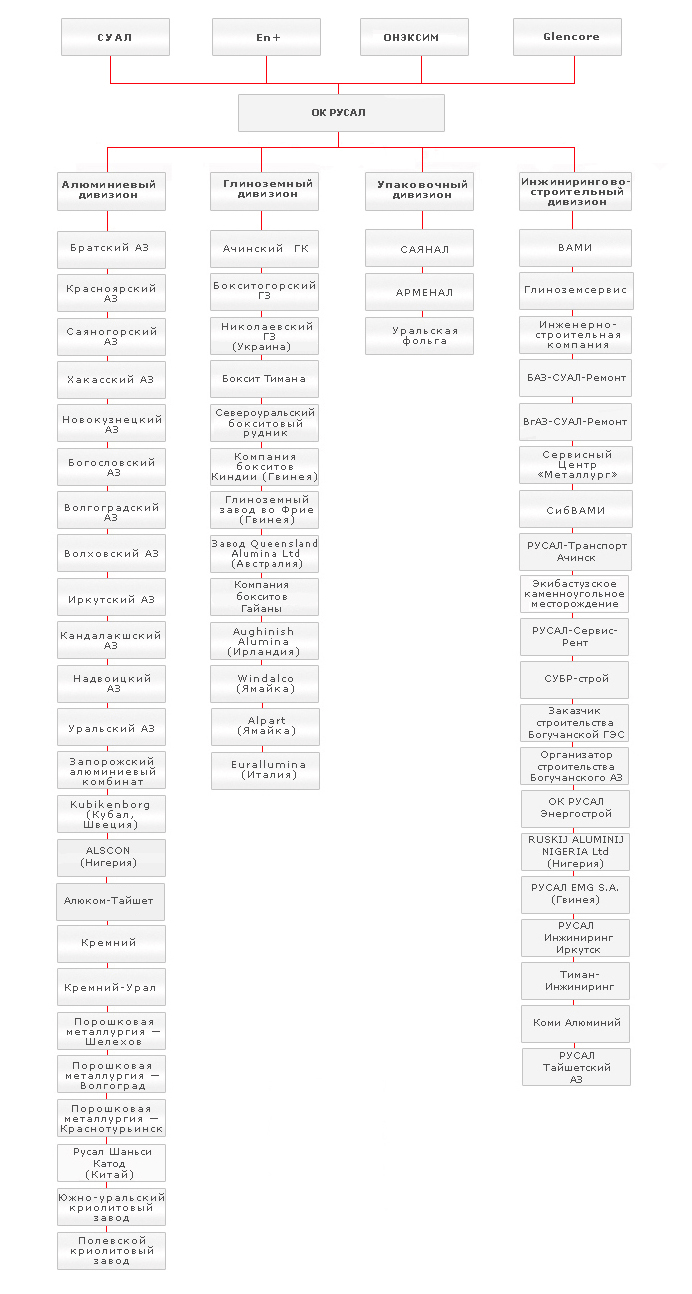 СУАЛ
En+
ОНЭКСИМ
Glencore
ОК РУСАЛ
Алюминиевый
дивизион
Братский АЗ
Красноярский
АЗ
Саяногорский
АЗ
Хакасский АЗ
Новокузнецкий
АЗ
Богословский
АЗ
Волгоградский
АЗ
Волховский АЗ
Иркутский АЗ
Кандалакшский
АЗ
Надвоицкий
АЗ
Уральский АЗ
Запорожский
алюминиевый
комбинат
Kubikenborg
(Кубал,
Швеция)
ALSCON
(Нигерия)
Алюком-Тайшет
Кремний
Кремний-Урал
Порошковая
металлургия —
Шелехов
Порошковая
металлургия —
Волгоград
Порошковая
металлургия —
Краснотурьинск
Русал Шаньси
Катод
(Китай)
Южно-уральский
криолитовый
завод
Полевской
криолитовый
завод
Глиноземный
дивизион
Ачинский ГК
Бокситогорский
ГЗ
Николаевский
ГЗ
(Украина)
Боксит Тимана
Североуральский
бокситовый
рудник
Компания
бокситов
Киндии (Гвинея)
Глиноземный
завод во Фрие
(Гвинея)
Завод Queensland
Alumina Ltd
(Австралия)
Компания
бокситов
Гайаны
Aughinish
Alumina
(Ирландия)
Windalco
(Ямайка)
Alpart
(Ямайка)
Eurallumina
(Италия)
Упаковочный
дивизион
САЯНАЛ
АРМЕНАЛ
Уральская
фольга
Инжинирингово-
строительный
дивизион
ВАМИ
Глиноземсервис
Инженерно-
строительная
компания
БАЗ-СУАЛ-Ремонт
ВгАЗ-СУАЛ-Ремонт
Сервисный
Центр
«Металлург»
СибВАМИ
РУСАЛ-Транспорт
Ачинск
Экибастузское
каменноугольное
месторождение
РУСАЛ-Сервис-
Рент
СУБР-строй
Заказчик
строительства
Богучанской ГЭС
Организатор
строительства
Богучанского АЗ
ОК РУСАЛ
Энергострой
RUSKIJ ALUMINIJ
NIGERIA Ltd
(Нигерия)
РУСАЛ EMG S.A.
(Гвинея)
РУСАЛ
Инжиниринг
Иркутск
Тиман-
Инжиниринг
Коми Алюминий
РУСАЛ
Тайшетский
АЗ